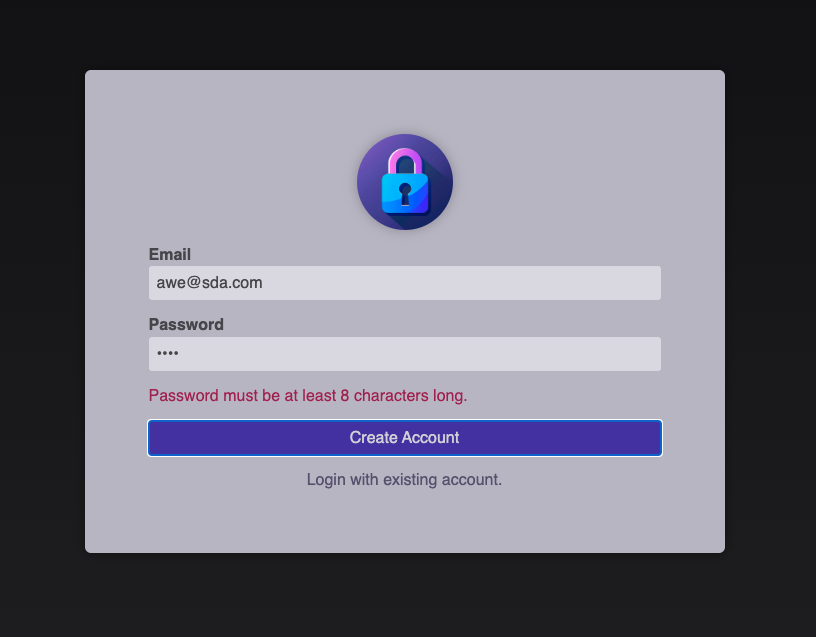 Email
awe@sda.com
Password
••••
Password must be at least 8 characters long.
Create Account
Login with existing account.